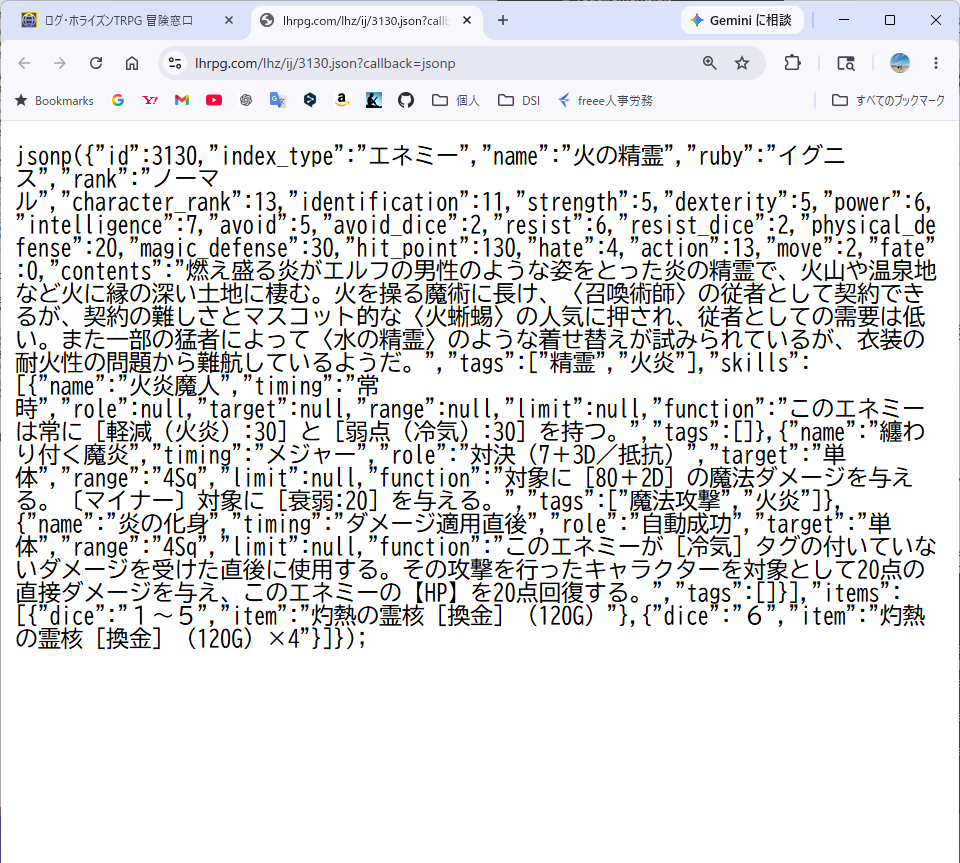 ログ・ホライズンTRPG 冒険窓口
lhrpg.com/lhz/ij/3130.json?callb
Gemini に相談
lhrpg.com/lhz/ij/3130.json?callback=jsonp
Bookmarks
個人
DSI
freee人事労務
すべてのブックマーク
jsonp({"id":3130,"index_type":"エネミー","name":"火の精霊","ruby":"イグニ
ス","rank":"ノーマ
ル","character_rank":13,"identification":11,"strength":5,"dexterity":5,"power":6,
"intelligence":7,"avoid":5,"avoid_dice":2,"resist":6,"resist_dice":2,"physical_de
fense":20,"magic_defense":30,"hit_point":130,"hate":4,"action":13,"move":2,"fate"
:0,"contents":"燃え盛る炎がエルフの男性のような姿をとった炎の精霊で、火山や温泉地
など火に縁の深い土地に棲む。火を操る魔術に長け、〈召喚術師〉の従者として契約でき
るが、契約の難しさとマスコット的な〈火蜥蜴〉の人気に押され、従者としての需要は低
い。また一部の猛者によって〈水の精霊〉のような着せ替えが試みられているが、衣装の
耐火性の問題から難航しているようだ。","tags":["精霊","火炎"],"skills":
[{"name":"火炎魔人","timing":"常
時","role":null,"target":null,"range":null,"limit":null,"function":"このエネミー
は常に［軽減（火炎）:30］と［弱点（冷気）:30］を持つ。","tags":[]},{"name":"纏わ
り付く魔炎","timing":"メジャー","role":"対決（7＋3D／抵抗）","target":"単
体","range":"4Sq","limit":null,"function":"対象に［80＋2D］の魔法ダメージを与え
る。〔マイナー〕対象に［衰弱:20］を与える。","tags":["魔法攻撃","火炎"]},
{"name":"炎の化身","timing":"ダメージ適用直後","role":"自動成功","target":"単
体","range":"4Sq","limit":null,"function":"このエネミーが［冷気］タグの付いていな
いダメージを受けた直後に使用する。その攻撃を行ったキャラクターを対象として20点の
直接ダメージを与え、このエネミーの【HP】を20点回復する。","tags":[]}],"items":
[{"dice":"１～５","item":"灼熱の霊核［換金］（120G）"},{"dice":"６","item":"灼熱
の霊核［換金］（120G）×4"}]});